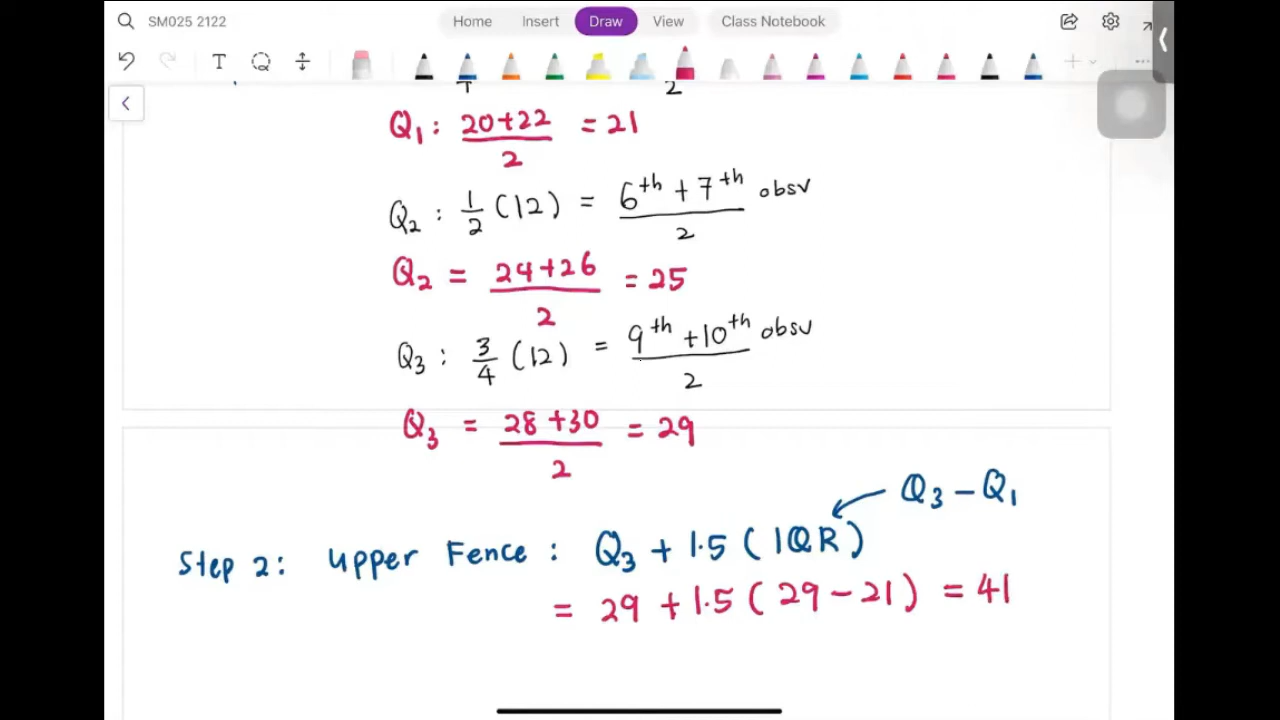 SM025 2122
Home Insert Draw View Class Notebook
T
4 2
Q₁ : (20+22)/2 = 21
Q₂ : 1/2 (12) = (6th + 7th)/2 obsv
Q₂ = (24+26)/2 = 25
Q₃ : 3/4 (12) = (9th +10th)/2 obsv
Q₃ = (28+30)/2 = 29
Q₃ - Q₁
Step 2: Upper Fence : Q₃ + 1.5 (IQR)
= 29 + 1.5 ( 29 - 21 ) = 41